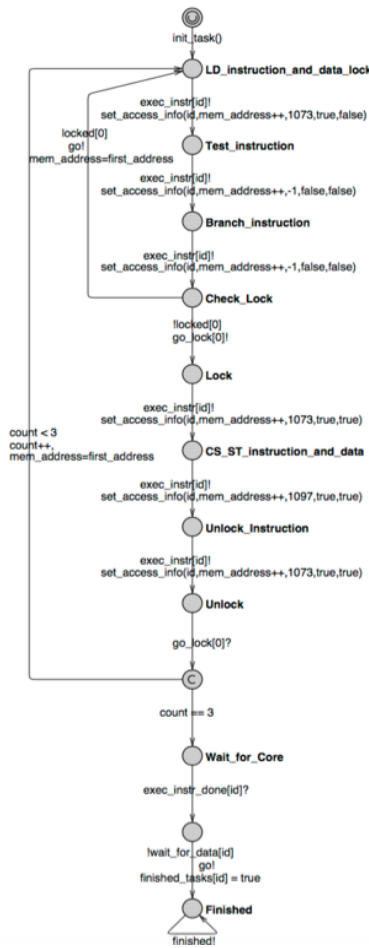 init_task()
LD_instruction_and_data_lock
exec_instr[id]!
set_access_info(id,mem_address++,1073,true,false)
locked[0]
go!
mem_address=first_address
Test_instruction
exec_instr[id]!
set_access_info(id,mem_address++,-1,false,false)
Branch_instruction
exec_instr[id]!
set_access_info(id,mem_address++,-1,false,false)
Check_Lock
!locked[0]
go_lock[0]!
Lock
exec_instr[id]!
set_access_info(id,mem_address++,1073,true,true)
count < 3
count++,
mem_address=first_address
CS_ST_instruction_and_data
exec_instr[id]!
set_access_info(id,mem_address++,1097,true,true)
Unlock_Instruction
exec_instr[id]!
set_access_info(id,mem_address++,1073,true,true)
Unlock
go_lock[0]?
C
count == 3
Wait_for_Core
exec_instr_done[id]?
!wait_for_data[id]
go!
finished_tasks[id] = true
Finished
finished!